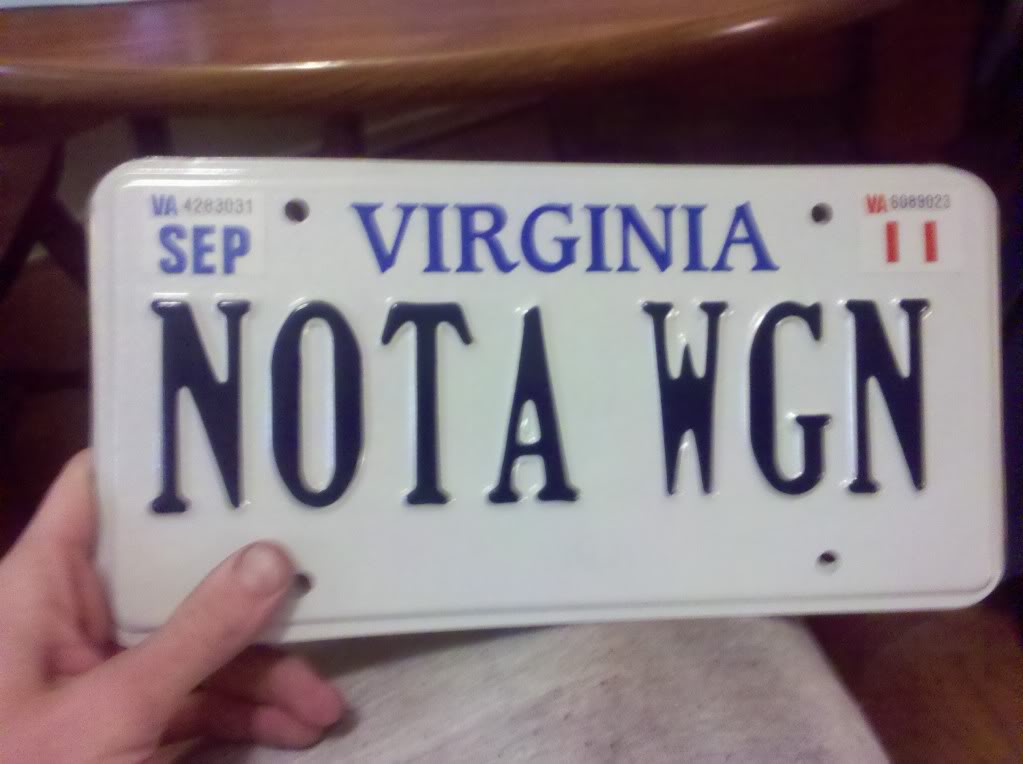 VA 4283031 VIRGINIA VA 6089023
SEP 11
NOTA WGN